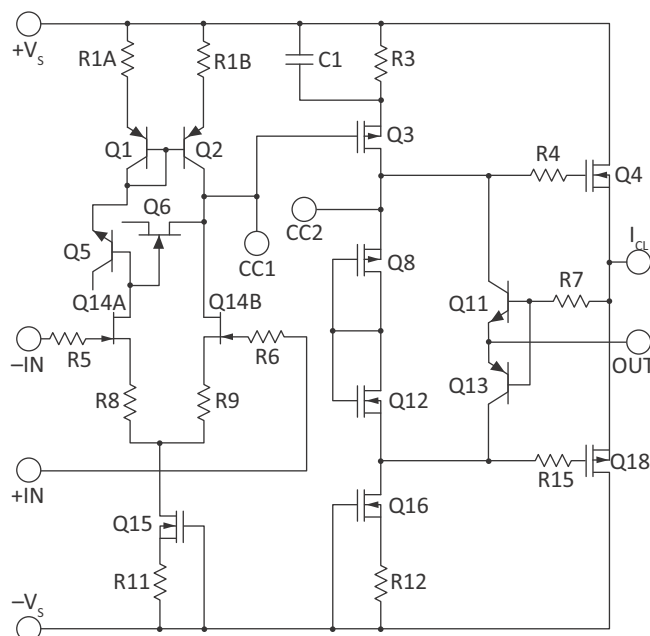 +Vs
R1A
R1B
C1
R3
Q1
Q2
Q3
R4
Q4
Q6
Q5
CC1
CC2
Q8
I_CL
R7
Q14A
Q14B
Q11
–IN
R5
R6
OUT
R8
R9
Q12
Q13
+IN
Q15
Q16
R15
Q18
R11
R12
–Vs